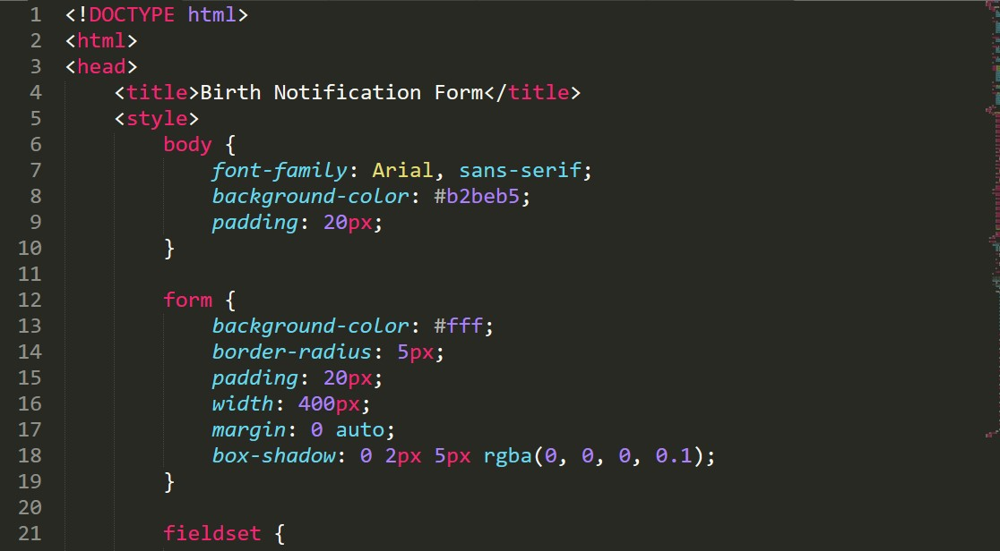 1 <!DOCTYPE html>
2 <html>
3 <head>
4     <title>Birth Notification Form</title>
5     <style>
6         body {
7             font-family: Arial, sans-serif;
8             background-color: #b2beb5;
9             padding: 20px;
10         }
11
12         form {
13             background-color: #fff;
14             border-radius: 5px;
15             padding: 20px;
16             width: 400px;
17             margin: 0 auto;
18             box-shadow: 0 2px 5px rgba(0, 0, 0, 0.1);
19         }
20
21         fieldset {